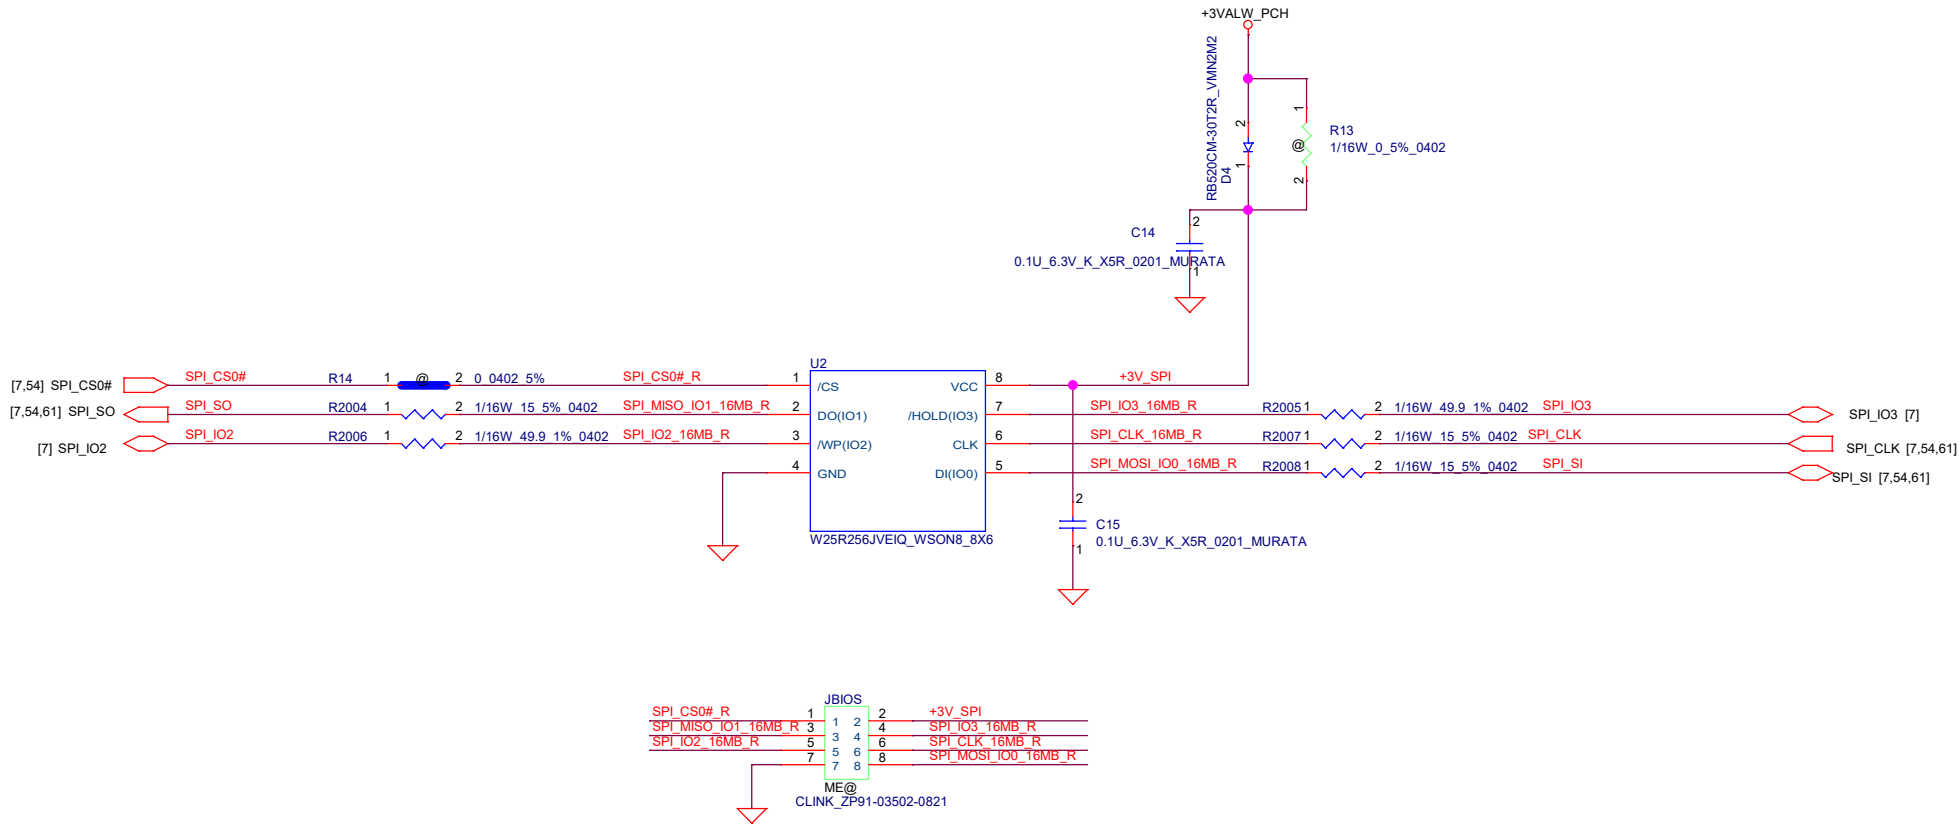 +3VALW_PCH
RB520CM-30T2R_VMN2M2
D4
2
1
1
2
@
R13
1/16W_0_5%_0402
C14
2
0.1U_6.3V_K_X5R_0201_MURATA
1
U2
[7,54] SPI_CS0# SPI_CS0# R14 1 @ 2 0_0402_5% SPI_CS0#_R 1 /CS VCC 8 +3V_SPI
[7,54,61] SPI_SO SPI_SO R2004 1 2 1/16W_15_5%_0402 SPI_MISO_IO1_16MB_R 2 DO(IO1) /HOLD(IO3) 7 SPI_IO3_16MB_R R2005 1 2 1/16W_49.9_1%_0402 SPI_IO3 SPI_IO3 [7]
[7] SPI_IO2 SPI_IO2 R2006 1 2 1/16W_49.9_1%_0402 SPI_IO2_16MB_R 3 /WP(IO2) CLK 6 SPI_CLK_16MB_R R2007 1 2 1/16W_15_5%_0402 SPI_CLK SPI_CLK [7,54,61]
4 GND DI(IO0) 5 SPI_MOSI_IO0_16MB_R R2008 1 2 1/16W_15_5%_0402 SPI_SI SPI_SI [7,54,61]
2
C15
W25R256JVEIQ_WSON8_8X6
0.1U_6.3V_K_X5R_0201_MURATA
1
JBIOS
SPI_CS0#_R 1 1 2 2 +3V_SPI
SPI_MISO_IO1_16MB_R 3 3 4 4 SPI_IO3_16MB_R
SPI_IO2_16MB_R 5 5 6 6 SPI_CLK_16MB_R
7 7 8 8 SPI_MOSI_IO0_16MB_R
ME@
CLINK_ZP91-03502-0821